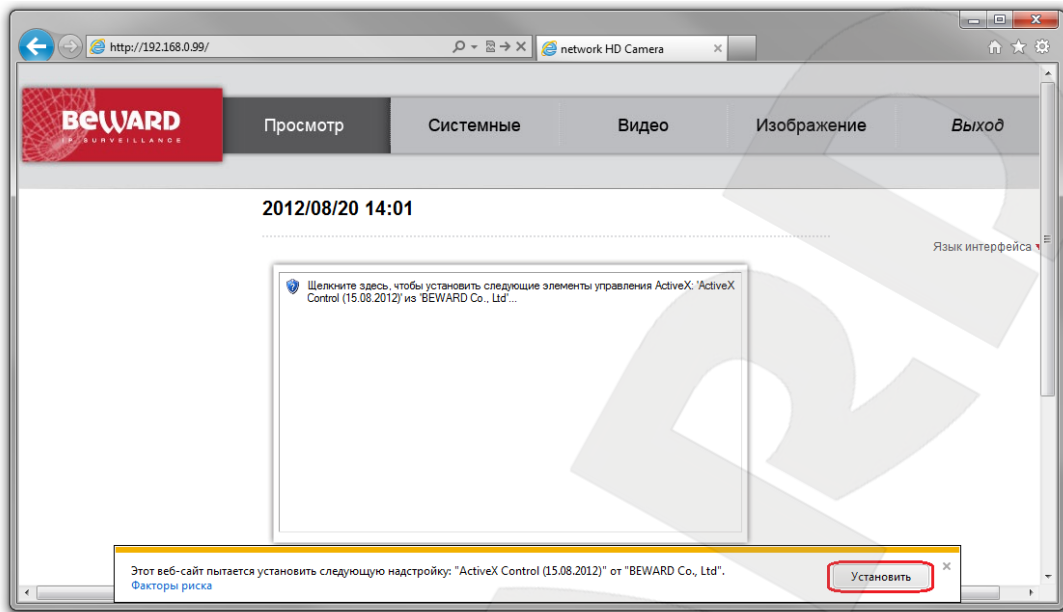 http://192.168.0.99/
network HD Camera
BEWARD
IP SURVEILLANCE
Просмотр
Системные
Видео
Изображение
Выход
2012/08/20 14:01
Язык интерфейса
Щелкните здесь, чтобы установить следующие элементы управления ActiveX: 'ActiveX
Control (15.08.2012)' из 'BEWARD Co., Ltd'...
Этот веб-сайт пытается установить следующую надстройку: "ActiveX Control (15.08.2012)" от "BEWARD Co., Ltd".
Факторы риска
Установить